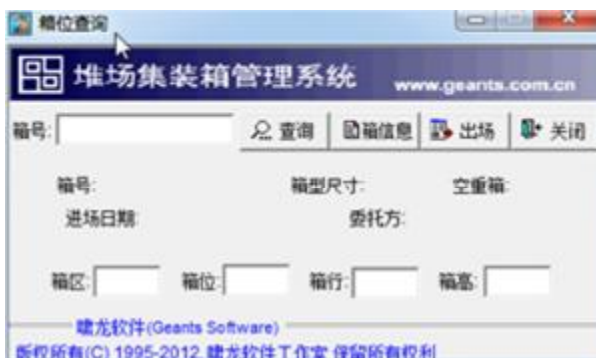 箱位查询
堆场集装箱管理系统 www.geants.com.cn
箱号: 查询 箱信息 出场 关闭
箱号: 箱型尺寸: 空重箱:
进场日期: 委托方:
箱区: 箱位: 箱行: 箱高:
啸龙软件(Geants Software)
版权所有(C) 1995-2012 啸龙软件工作室 保留所有权利